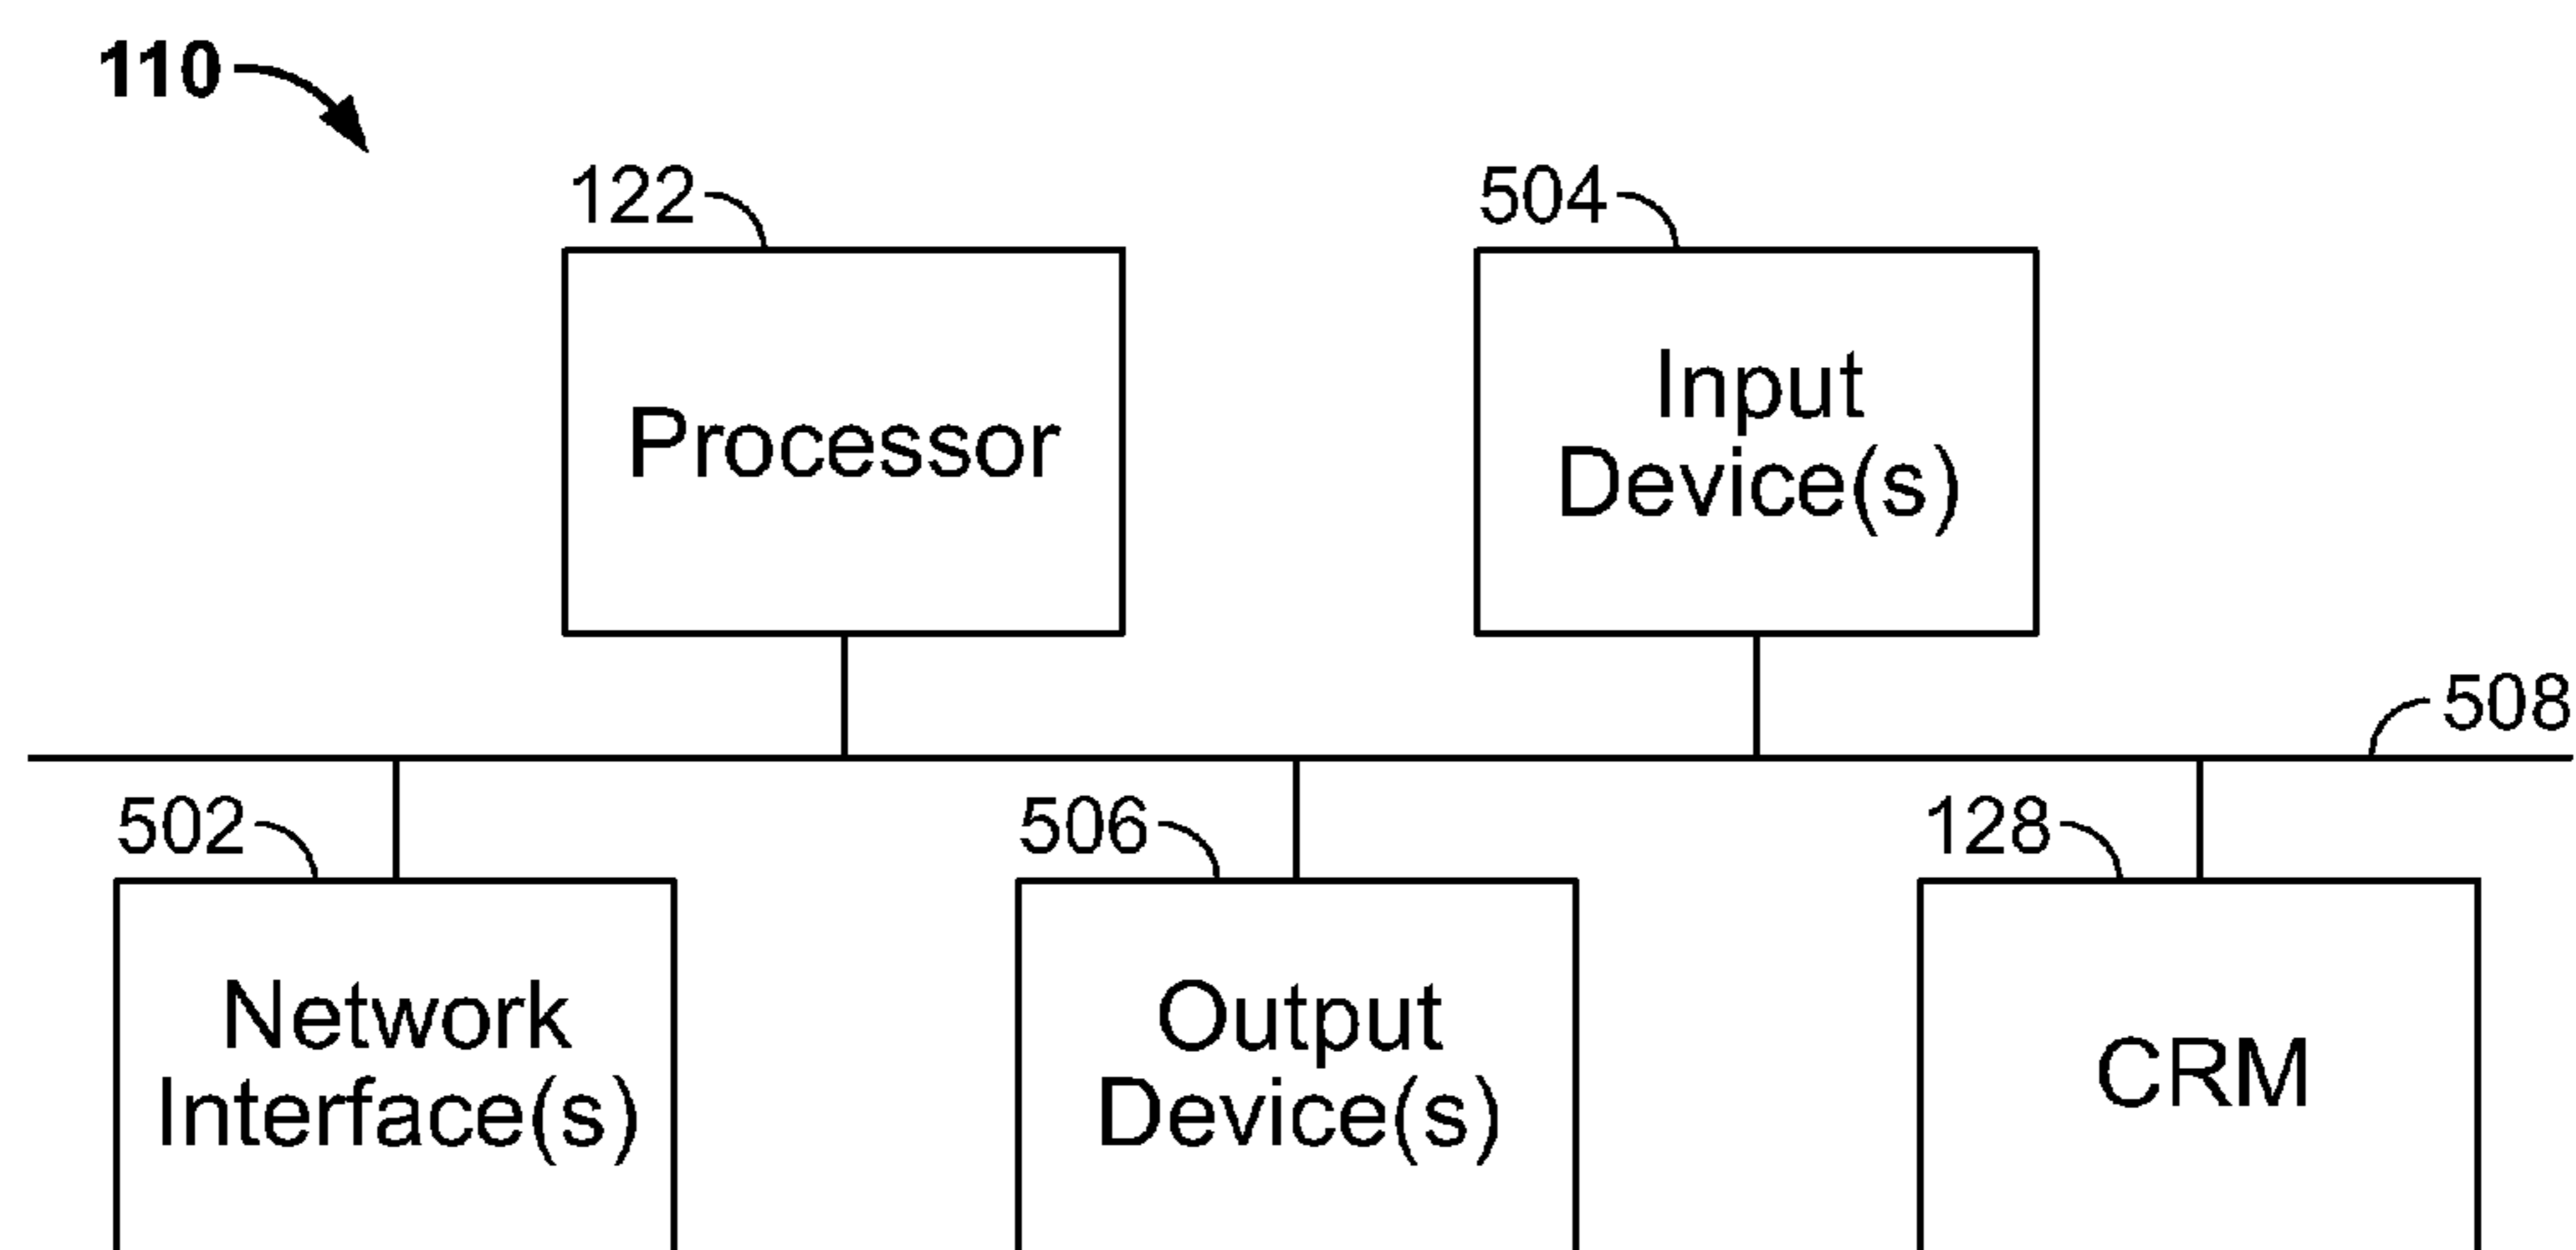 110
122
504
Processor
Input
Device(s)
508
502
506
128
Network
Interface(s)
Output
Device(s)
CRM